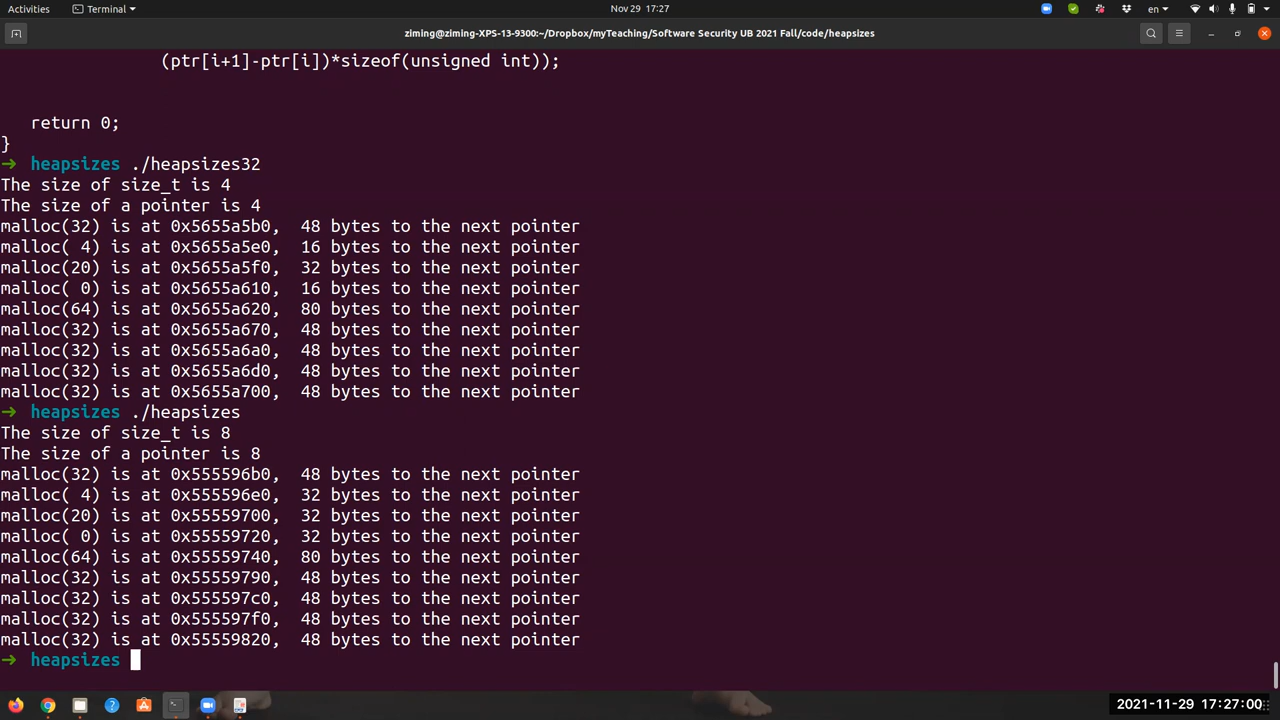 Activities Terminal Nov 29 17:27 en
ziming@ziming-XPS-13-9300:~/Dropbox/myTeaching/Software Security UB 2021 Fall/code/heapsizes
(ptr[i+1]-ptr[i])*sizeof(unsigned int));
return 0;
}
→ heapsizes ./heapsizes32
The size of size_t is 4
The size of a pointer is 4
malloc(32) is at 0x5655a5b0,  48 bytes to the next pointer
malloc( 4) is at 0x5655a5e0,  16 bytes to the next pointer
malloc(20) is at 0x5655a5f0,  32 bytes to the next pointer
malloc( 0) is at 0x5655a610,  16 bytes to the next pointer
malloc(64) is at 0x5655a620,  80 bytes to the next pointer
malloc(32) is at 0x5655a670,  48 bytes to the next pointer
malloc(32) is at 0x5655a6a0,  48 bytes to the next pointer
malloc(32) is at 0x5655a6d0,  48 bytes to the next pointer
malloc(32) is at 0x5655a700,  48 bytes to the next pointer
→ heapsizes ./heapsizes
The size of size_t is 8
The size of a pointer is 8
malloc(32) is at 0x555596b0,  48 bytes to the next pointer
malloc( 4) is at 0x555596e0,  32 bytes to the next pointer
malloc(20) is at 0x55559700,  32 bytes to the next pointer
malloc( 0) is at 0x55559720,  32 bytes to the next pointer
malloc(64) is at 0x55559740,  80 bytes to the next pointer
malloc(32) is at 0x55559790,  48 bytes to the next pointer
malloc(32) is at 0x555597c0,  48 bytes to the next pointer
malloc(32) is at 0x555597f0,  48 bytes to the next pointer
malloc(32) is at 0x55559820,  48 bytes to the next pointer
→ heapsizes
2021-11-29 17:27:00